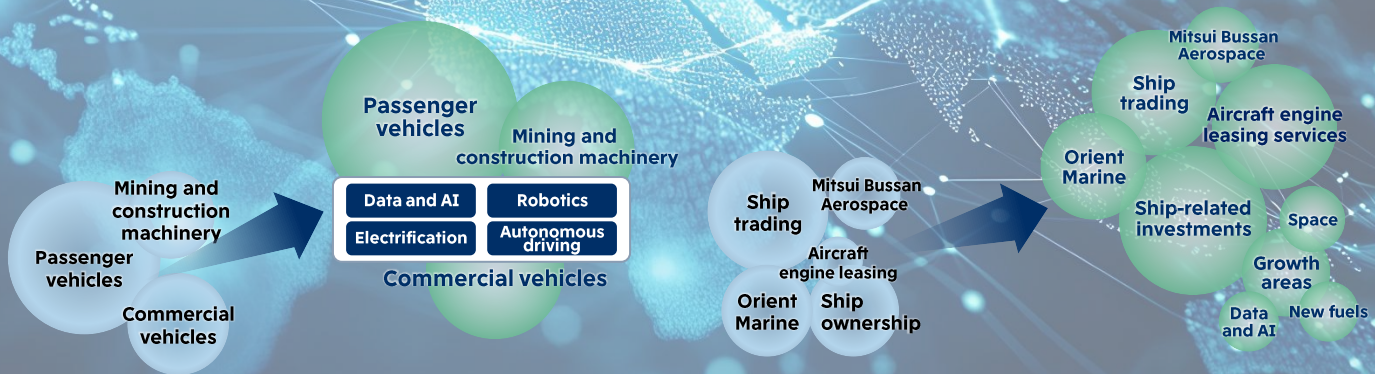 Mining and
construction
machinery
Passenger
vehicles
Commercial
vehicles
Passenger
vehicles
Mining and
construction machinery
Data and AI
Robotics
Electrification
Autonomous
driving
Commercial vehicles
Ship
trading
Mitsui Bussan
Aerospace
Aircraft
engine leasing
Orient
Marine
Ship
ownership
Mitsui Bussan
Aerospace
Ship
trading
Aircraft engine
leasing services
Orient
Marine
Ship-related
investments
Space
Growth
areas
Data
and AI
New fuels